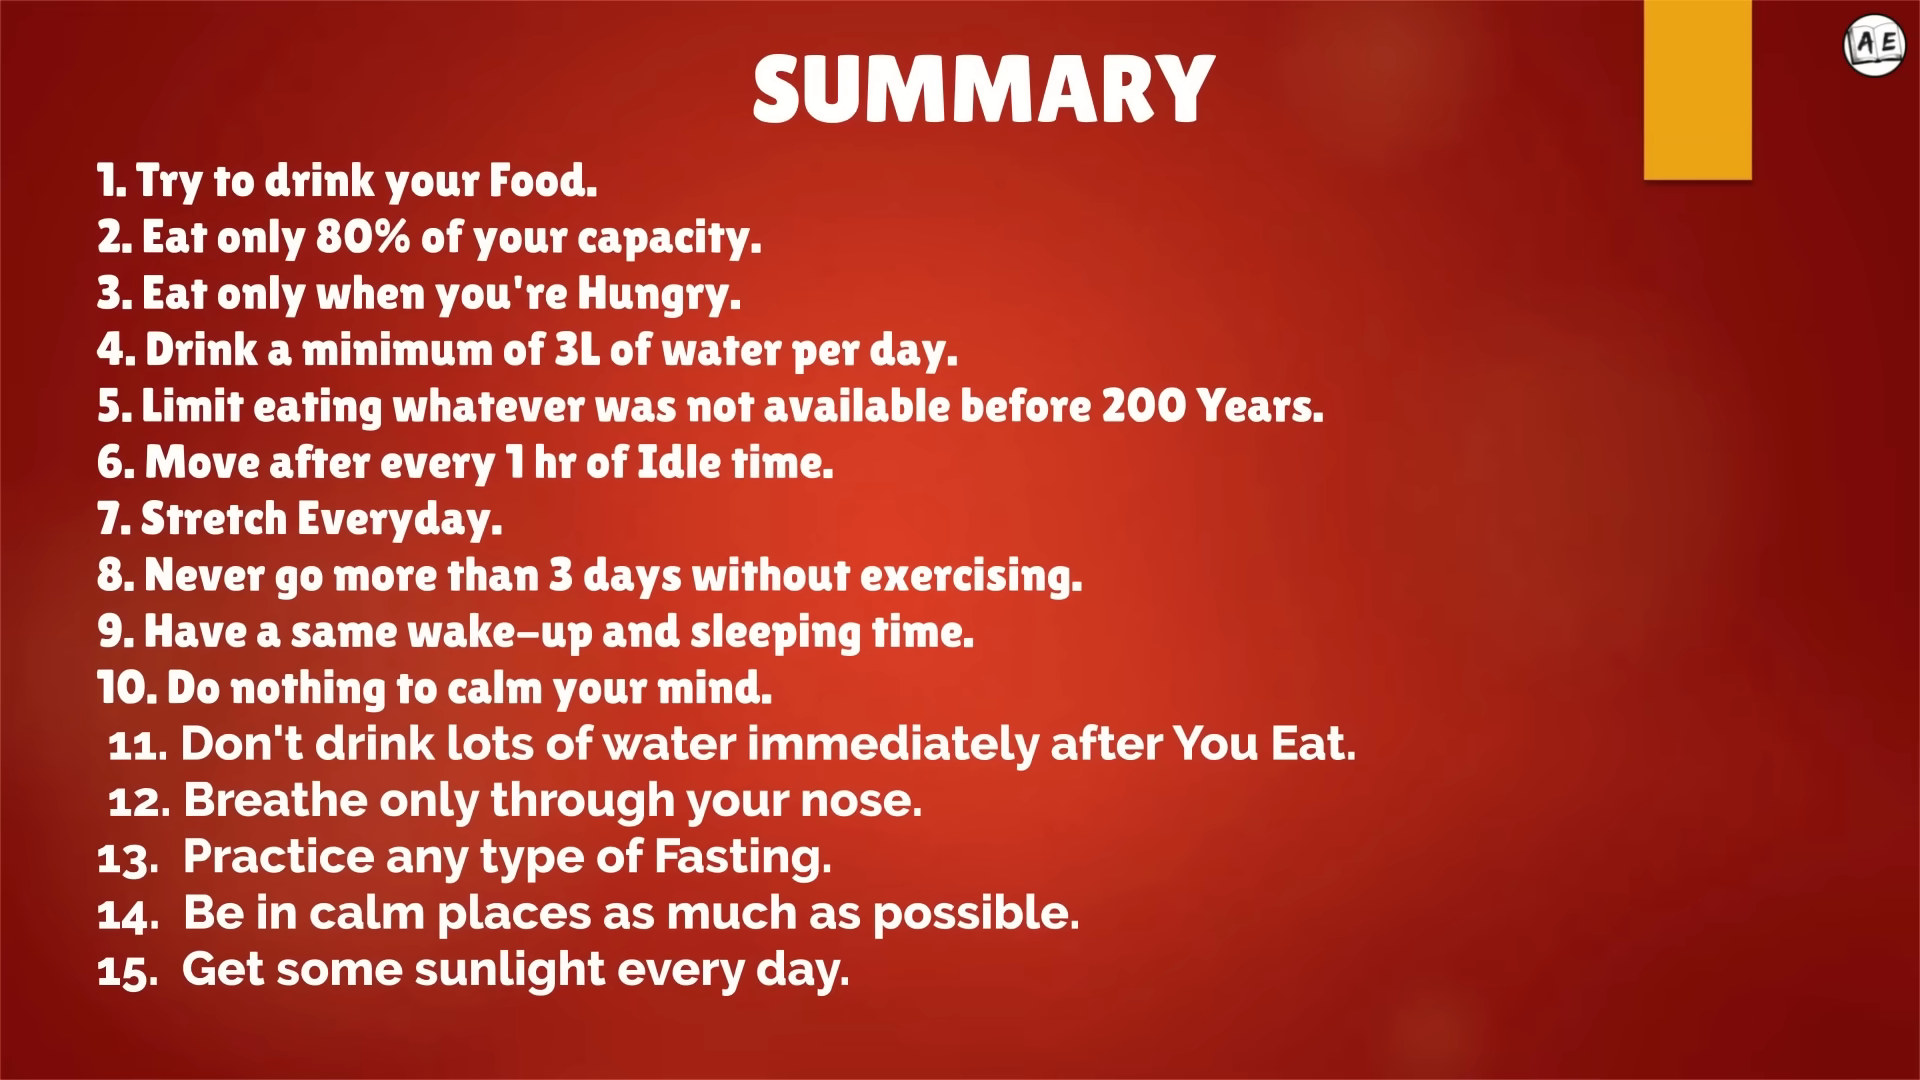 A E
SUMMARY
1. Try to drink your Food.
2. Eat only 80% of your capacity.
3. Eat only when you're Hungry.
4. Drink a minimum of 3L of water per day.
5. Limit eating whatever was not available before 200 Years.
6. Move after every 1 hr of Idle time.
7. Stretch Everyday.
8. Never go more than 3 days without exercising.
9. Have a same wake-up and sleeping time.
10. Do nothing to calm your mind.
11. Don't drink lots of water immediately after You Eat.
12. Breathe only through your nose.
13. Practice any type of Fasting.
14. Be in calm places as much as possible.
15. Get some sunlight every day.